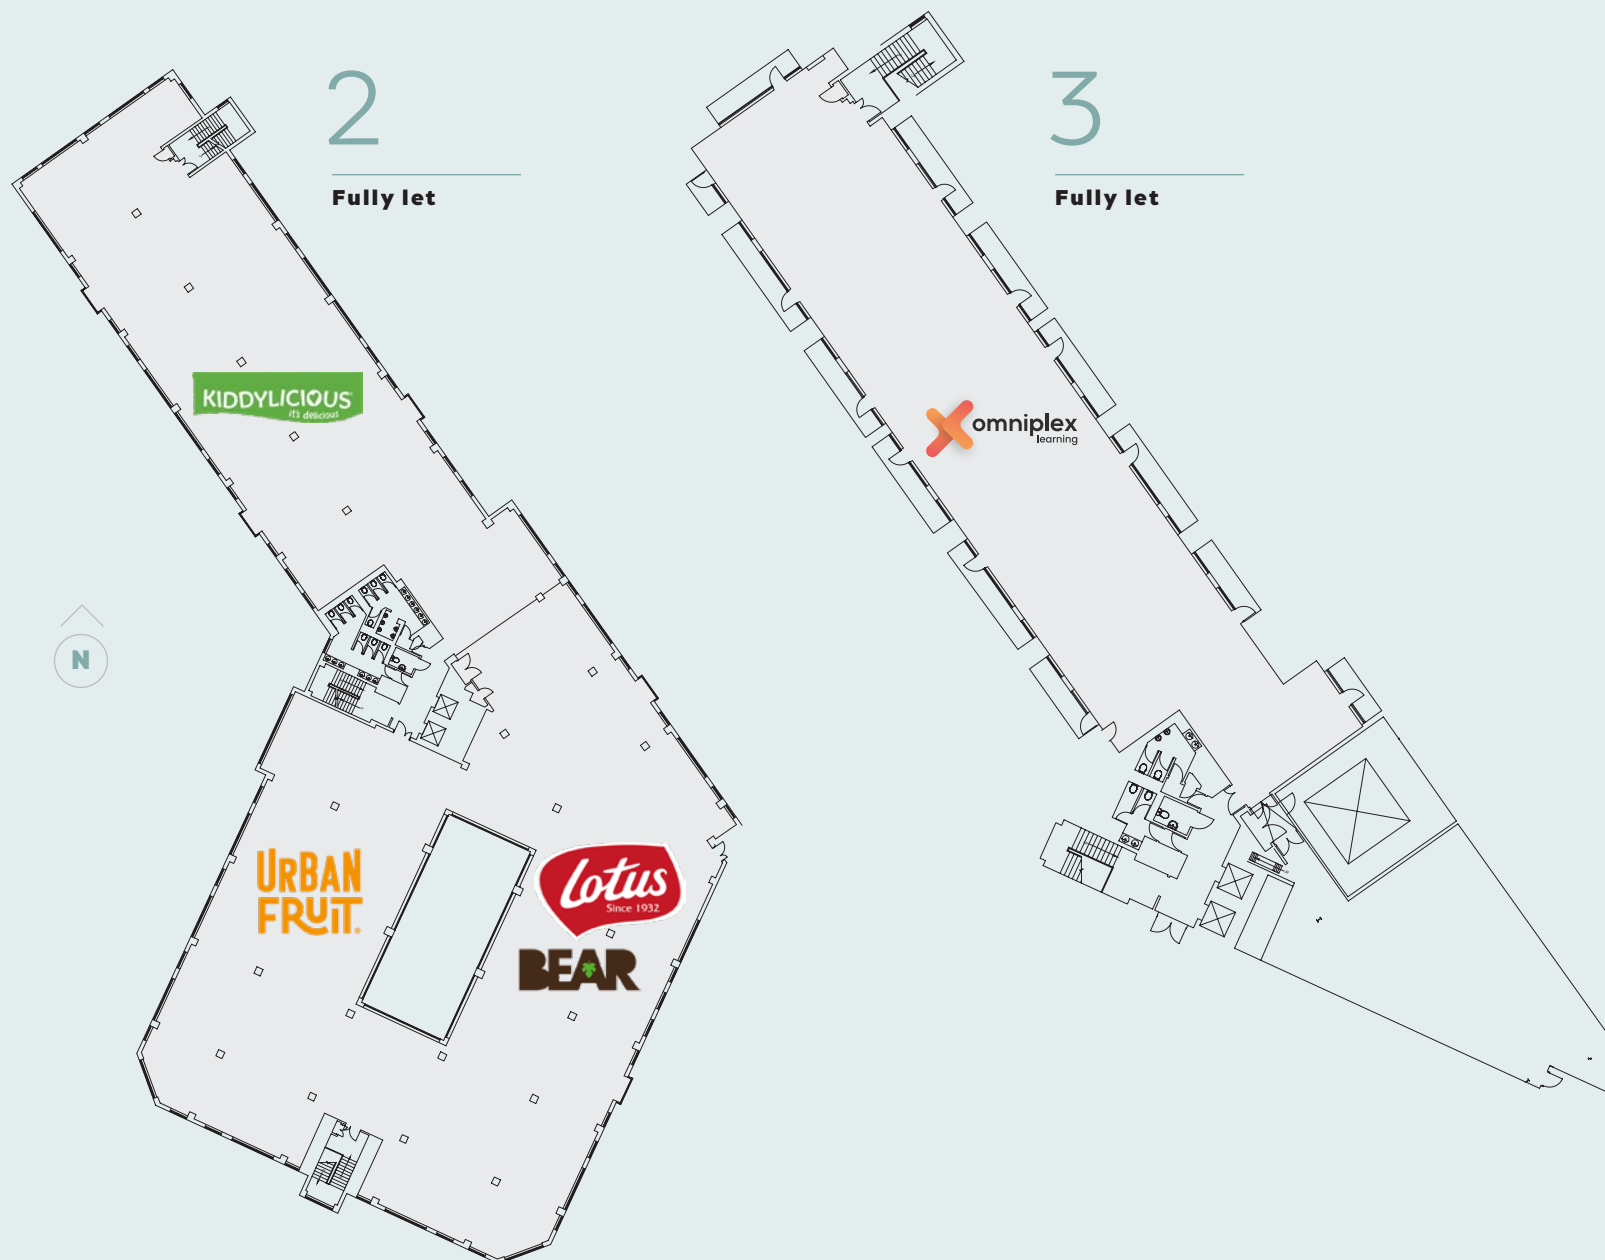 2
Fully let
3
Fully let
KIDDYLICIOUS
it's delicious
omniplex
learning
N
URBAN
FRUIT.
Lotus
Since 1932
BEAR